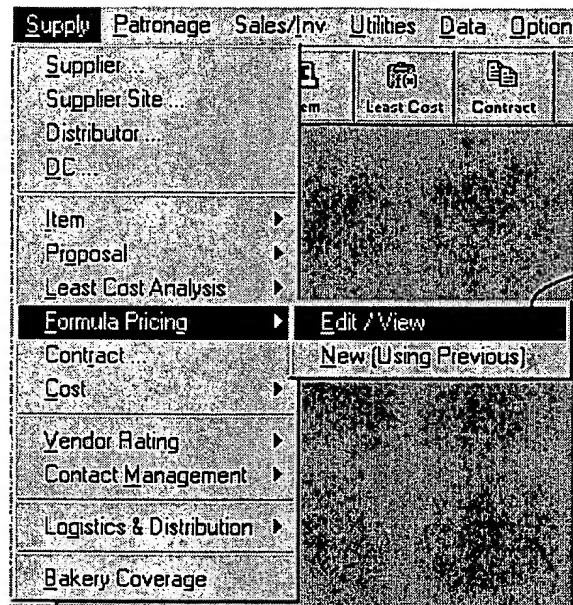 Supply Patronage Sales/Inv. Utilities Data Option
Supplier ...
Supplier Site ...
Distributor ...
DC ...
em Least Cost Contract
Item
Proposal
Least Cost Analysis
Formula Pricing Edit / View
Contract ... New (Using Previous)
Cost
Vendor Rating
Contact Management
Logistics & Distribution
Bakery Coverage